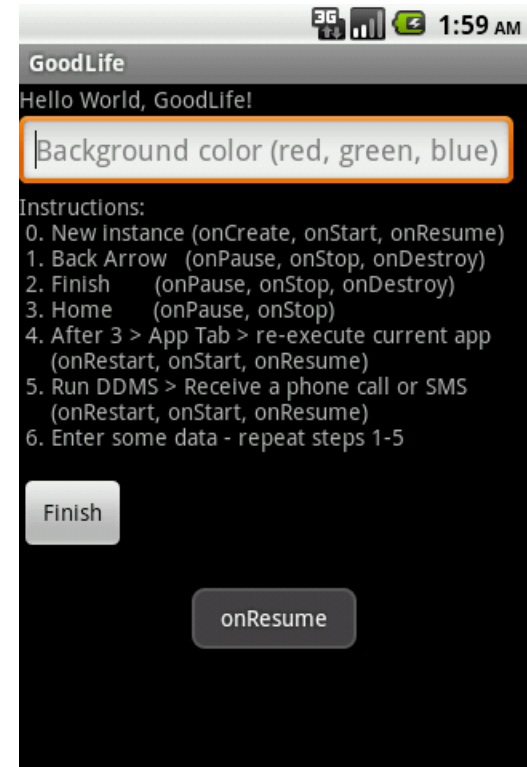 3G 1:59 AM
GoodLife
Hello World, GoodLife!
Background color (red, green, blue)
Instructions:
0. New instance (onCreate, onStart, onResume)
1. Back Arrow (onPause, onStop, onDestroy)
2. Finish (onPause, onStop, onDestroy)
3. Home (onPause, onStop)
4. After 3 > App Tab > re-execute current app
(onRestart, onStart, onResume)
5. Run DDMS > Receive a phone call or SMS
(onRestart, onStart, onResume)
6. Enter some data - repeat steps 1-5
Finish
onResume